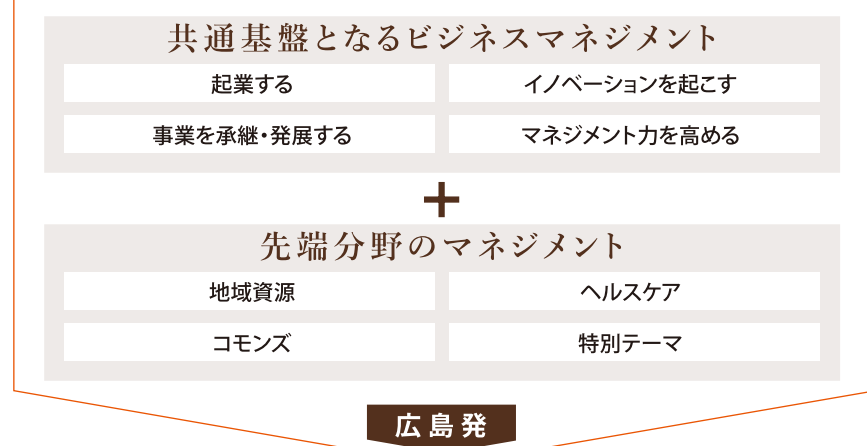 共通基盤となるビジネスマネジメント
起業する
イノベーションを起こす
事業を承継・発展する
マネジメント力を高める
+
先端分野のマネジメント
地域資源
ヘルスケア
コモンズ
特別テーマ
広島発